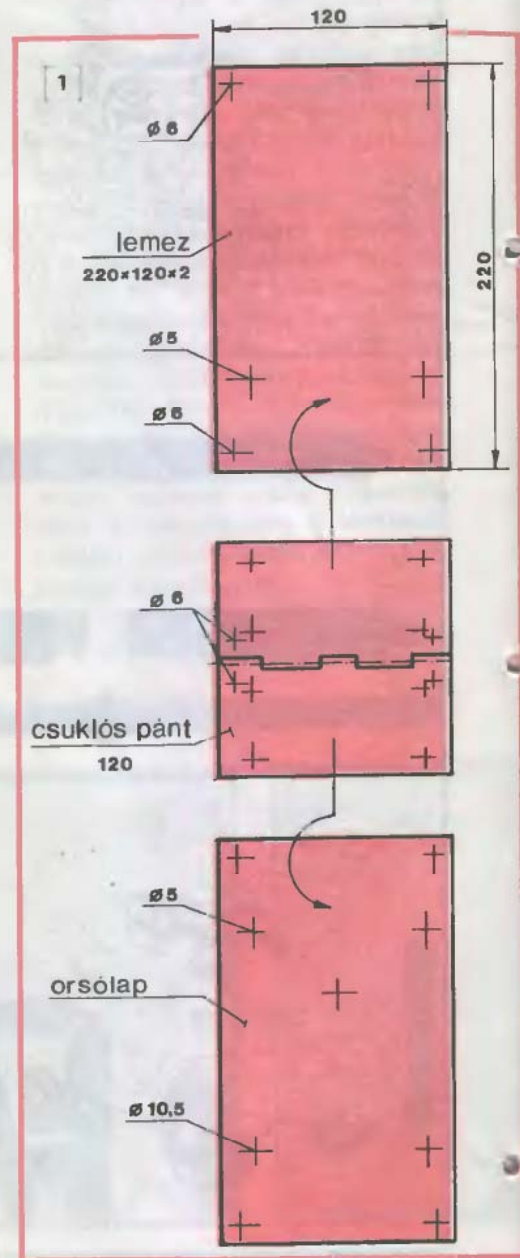 120
[1]
ø 6
lemez
220×120×2
220
ø 5
ø 6
ø 6
csuklós pánt
120
ø 5
orsólap
ø 10,5